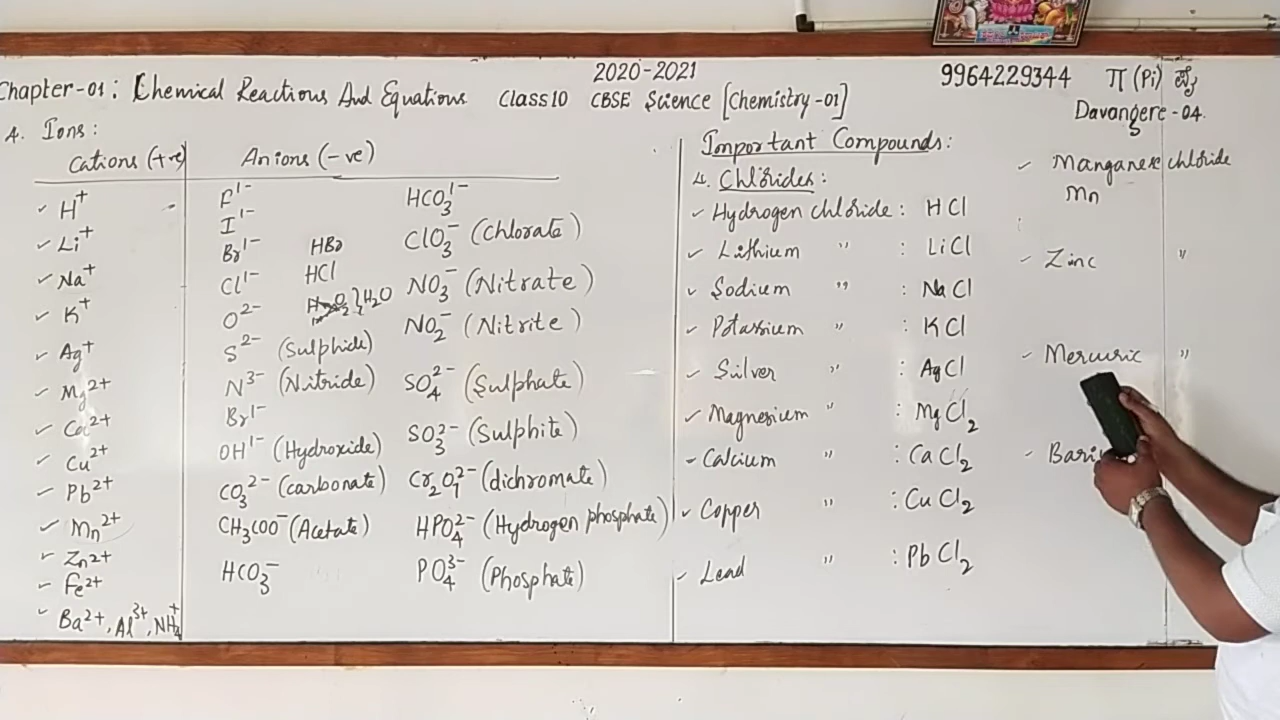 2020-2021
Chapter-01: Chemical Reactions And Equations Class10 CBSE Science [Chemistry-01]
9964229344 π (Pi)
Davangere-04.
4. Ions:
Cations (+ve) Anions (-ve)
H⁺
Li⁺
Na⁺
K⁺
Ag⁺
Mg²⁺
Ca²⁺
Cu²⁺
Pb²⁺
Mn²⁺
Zn²⁺
Fe²⁺
Ba²⁺, Al³⁺, NH₄⁺
F¹⁻
I¹⁻
Br¹⁻ HBr
Cl¹⁻ HCl
O²⁻ H₂O
S²⁻ (Sulphide)
N³⁻ (Nitride)
Br¹⁻
OH¹⁻ (Hydroxide)
CO₃²⁻ (carbonate)
CH₃COO⁻ (Acetate)
HCO₃⁻
HCO₃¹⁻
ClO₃⁻ (Chlorate)
NO₃⁻ (Nitrate)
NO₂⁻ (Nitrite)
SO₄²⁻ (Sulphate)
SO₃²⁻ (Sulphite)
Cr₂O₇²⁻ (dichromate)
HPO₄²⁻ (Hydrogen phosphate)
PO₄³⁻ (Phosphate)
Important Compounds:
Chlorides:
Hydrogen chloride: HCl
Lithium " : LiCl
Sodium " : NaCl
Potassium " : KCl
Silver " : AgCl
Magnesium " : MgCl₂
Calcium " : CaCl₂
Copper " : CuCl₂
Lead " : PbCl₂
Manganese chloride
Mn
Zinc "
Mercuric "
Bari